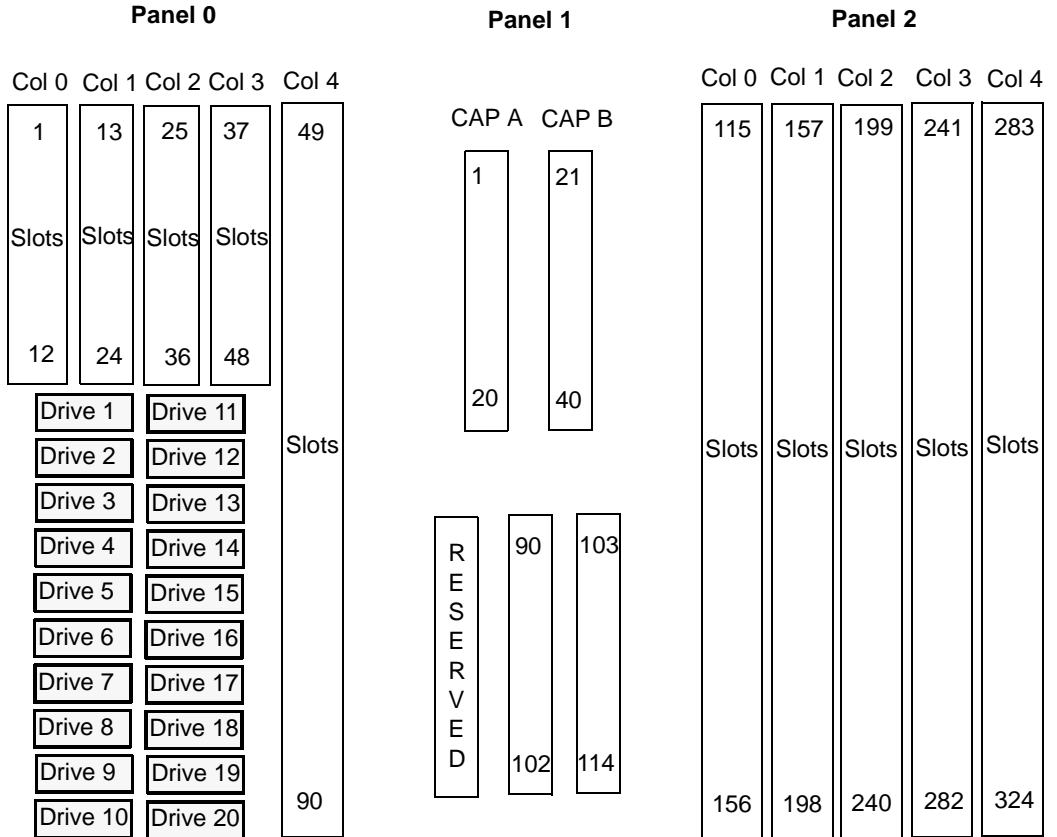 Panel 0
Panel 1
Panel 2
Col 0 Col 1 Col 2 Col 3 Col 4
1 13 25 37 49
Slots Slots Slots Slots
12 24 36 48
Slots
90
Drive 1 Drive 11
Drive 2 Drive 12
Drive 3 Drive 13
Drive 4 Drive 14
Drive 5 Drive 15
Drive 6 Drive 16
Drive 7 Drive 17
Drive 8 Drive 18
Drive 9 Drive 19
Drive 10 Drive 20
CAP A CAP B
1 21
20 40
R
E
S
E
R
V
E
D
90 103
102 114
Col 0 Col 1 Col 2 Col 3 Col 4
115 157 199 241 283
Slots Slots Slots Slots Slots
156 198 240 282 324